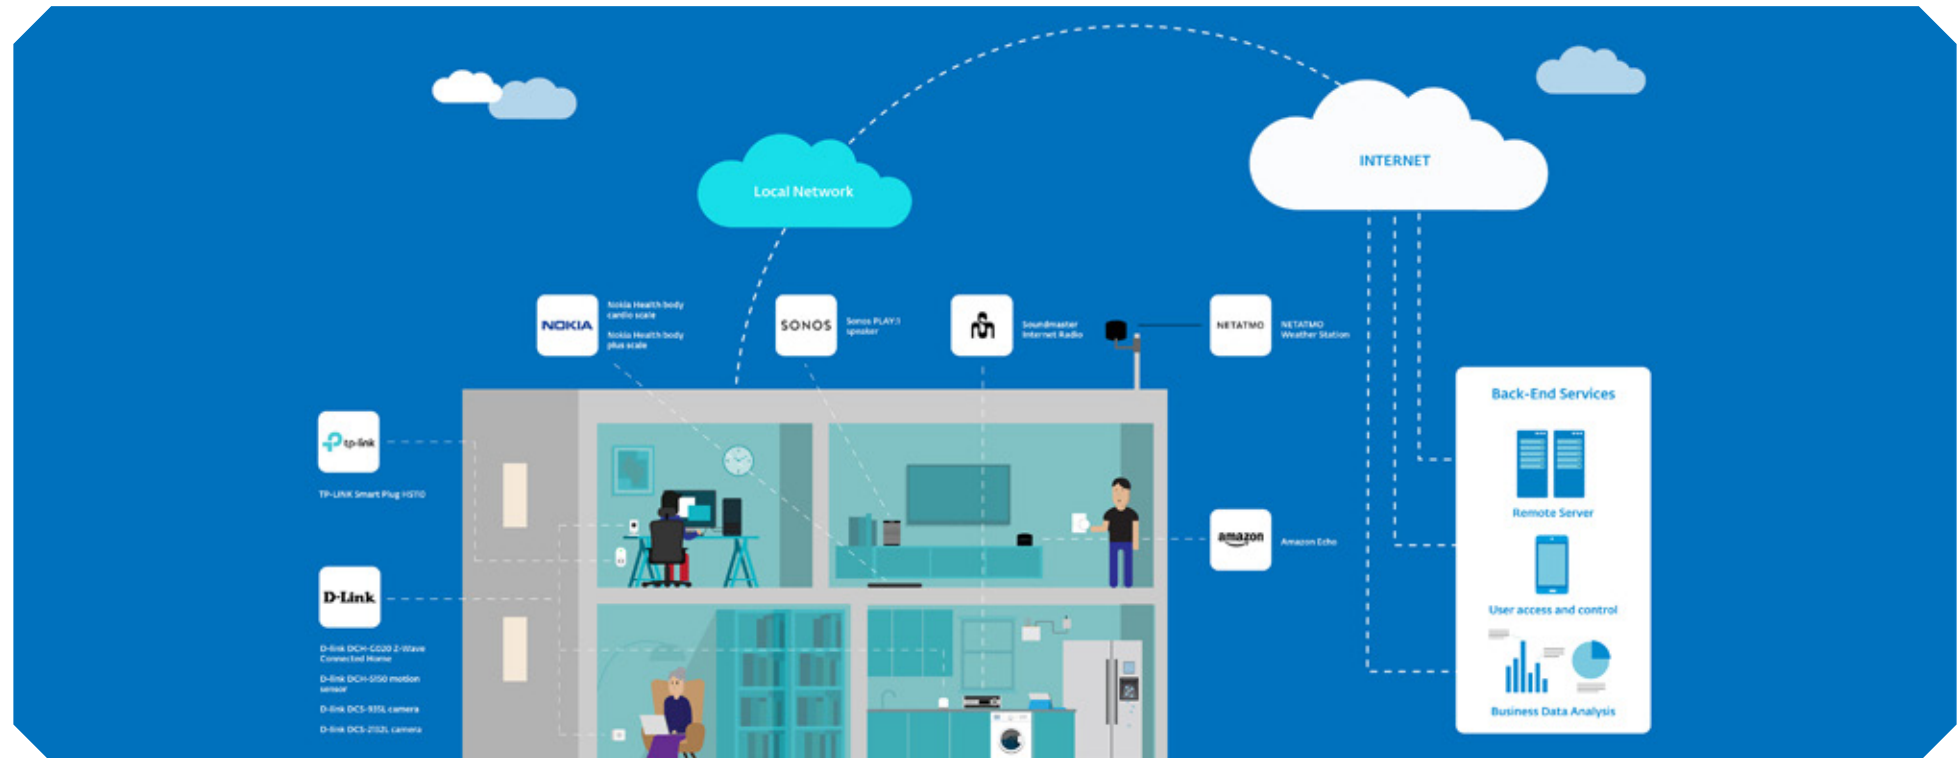 INTERNET
Local Network
NOKIA
Nokia Health body
cardio scale
Nokia Health body
plus scale
SONOS
Sonos PLAY:1
speaker
Soundmaster
Internet Radio
NETATMO
NETATMO
Weather Station
Back-End Services
Remote Server
User access and control
Business Data Analysis
tp-link
TP-LINK Smart Plug HS110
amazon
Amazon Echo
D-Link
D-link DCH-G020 Z-Wave
Connected Home
D-link DCH-S150 motion
sensor
D-link DCS-935L camera
D-link DCS-2132L camera